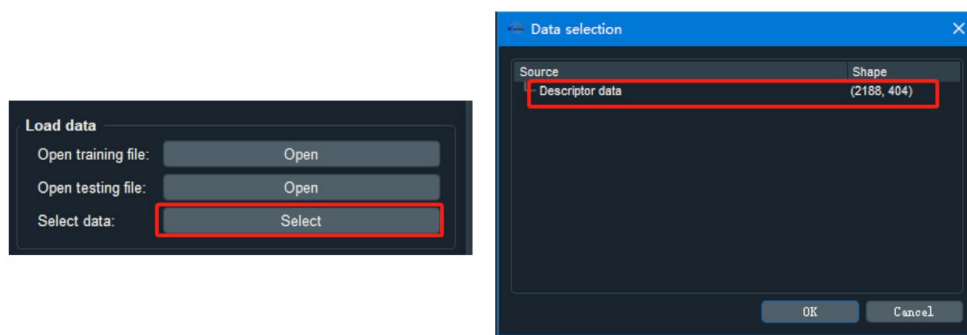 Load data
Open training file: Open
Open testing file: Open
Select data: Select
Data selection
Source Shape
Descriptor data (2188, 404)
OK Cancel